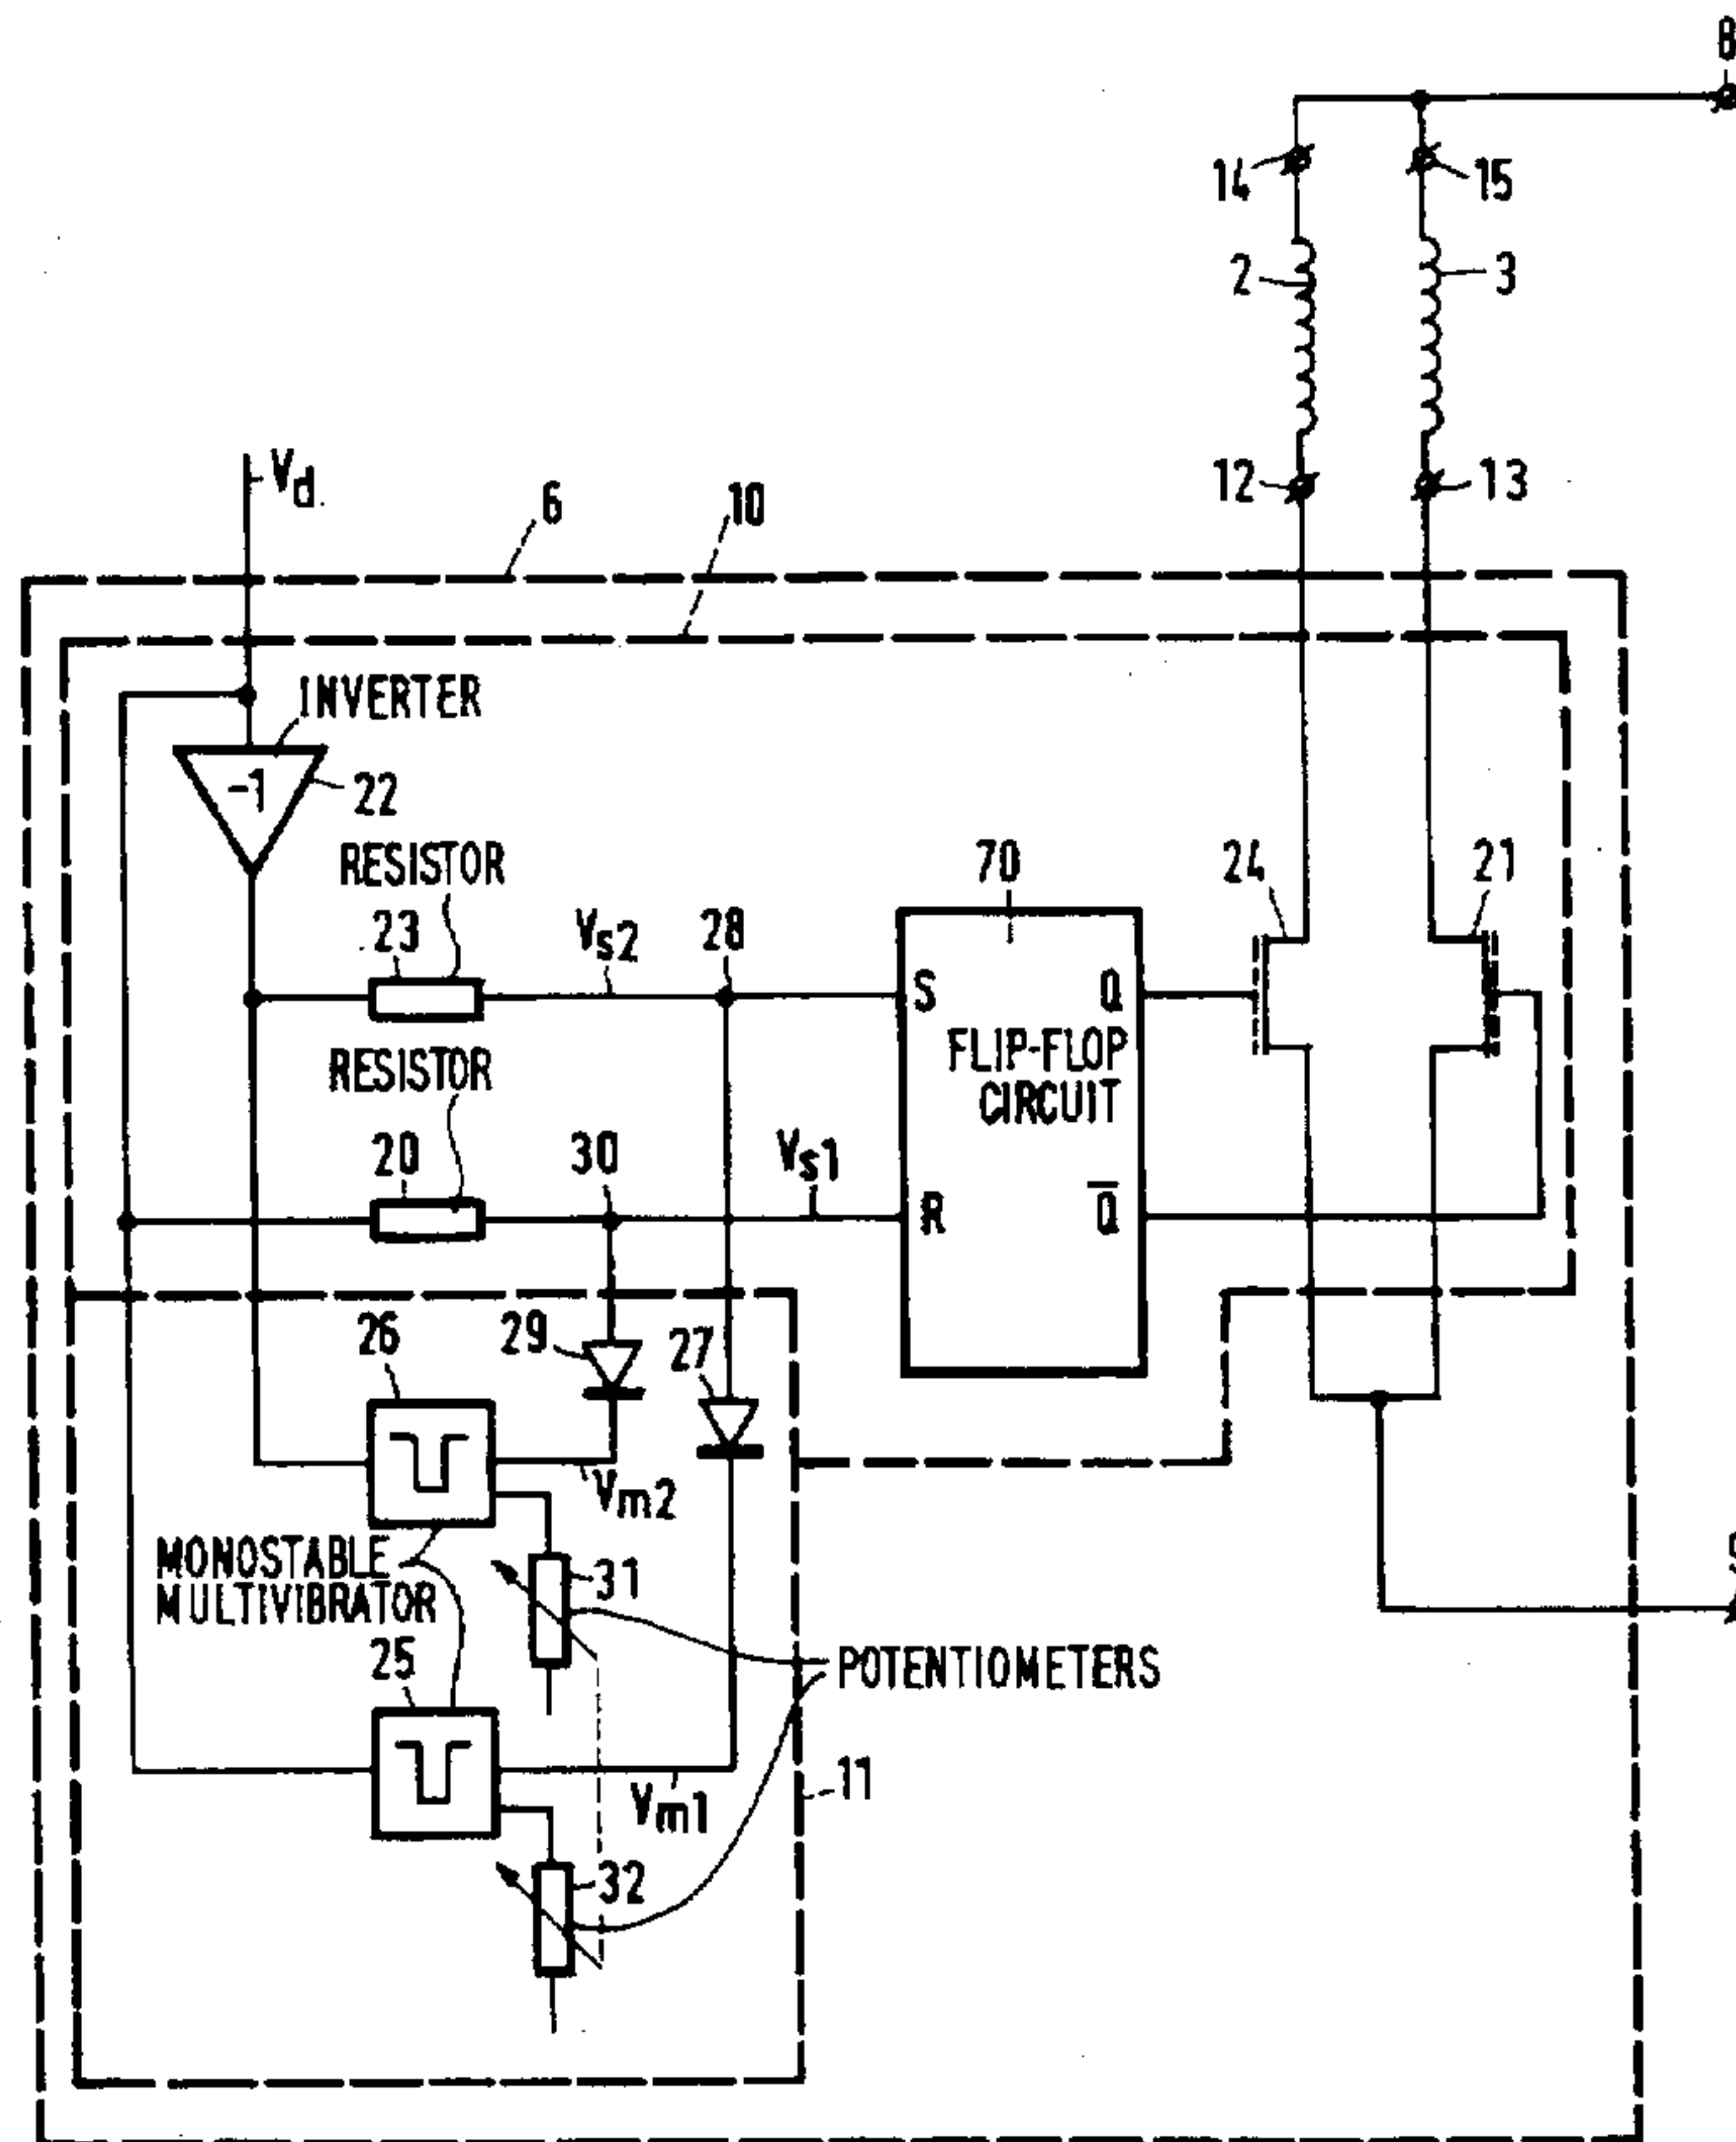 8
14
15
2
3
12
13
Vd
6
10
INVERTER
-1
22
RESISTOR
23
Vs2
28
70
24
21
S
Q
FLIP-FLOP
CIRCUIT
RESISTOR
20
30
Vs1
R
Q̅
26
29
27
Vm2
MONOSTABLE
MULTIVIBRATOR
31
25
POTENTIOMETERS
11
Vm1
32